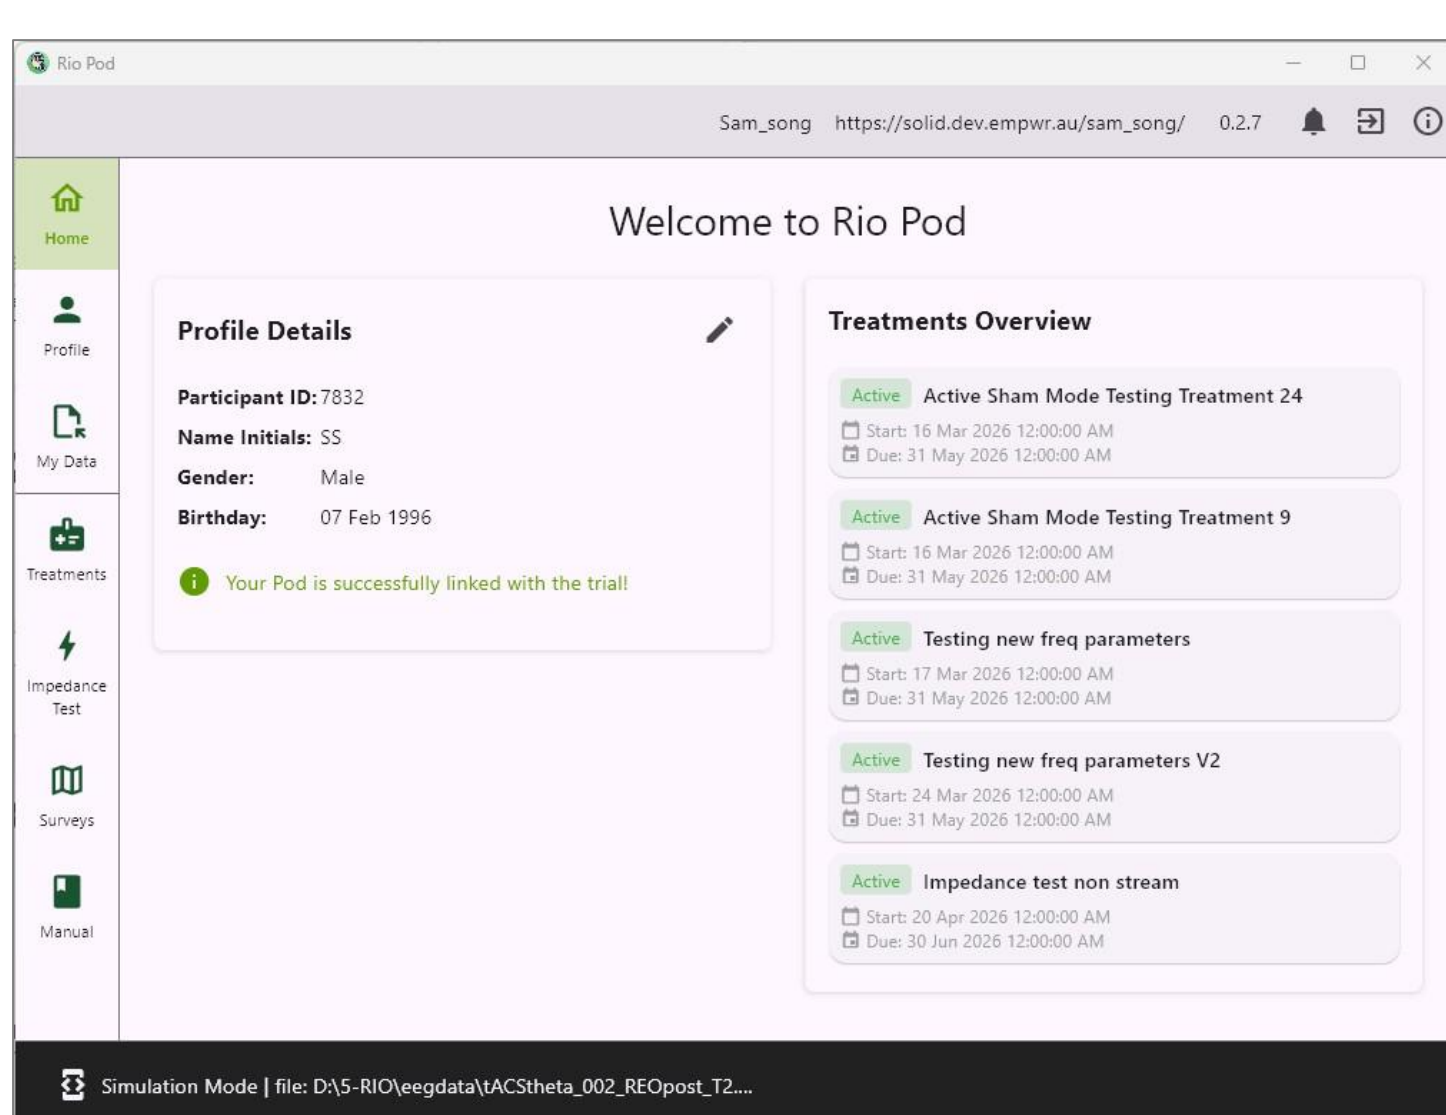 Rio Pod
Sam_song https://solid.dev.empwr.au/sam_song/ 0.2.7
Home
Profile
My Data
Treatments
Impedance
Test
Surveys
Manual
Welcome to Rio Pod
Profile Details
Participant ID: 7832
Name Initials: SS
Gender: Male
Birthday: 07 Feb 1996
Your Pod is successfully linked with the trial!
Treatments Overview
Active Active Sham Mode Testing Treatment 24
Start: 16 Mar 2026 12:00:00 AM
Due: 31 May 2026 12:00:00 AM
Active Active Sham Mode Testing Treatment 9
Start: 16 Mar 2026 12:00:00 AM
Due: 31 May 2026 12:00:00 AM
Active Testing new freq parameters
Start: 17 Mar 2026 12:00:00 AM
Due: 31 May 2026 12:00:00 AM
Active Testing new freq parameters V2
Start: 24 Mar 2026 12:00:00 AM
Due: 31 May 2026 12:00:00 AM
Active Impedance test non stream
Start: 20 Apr 2026 12:00:00 AM
Due: 30 Jun 2026 12:00:00 AM
Simulation Mode | file: D:\5-RIO\eegdata\tACStheta_002_REOpost_T2....